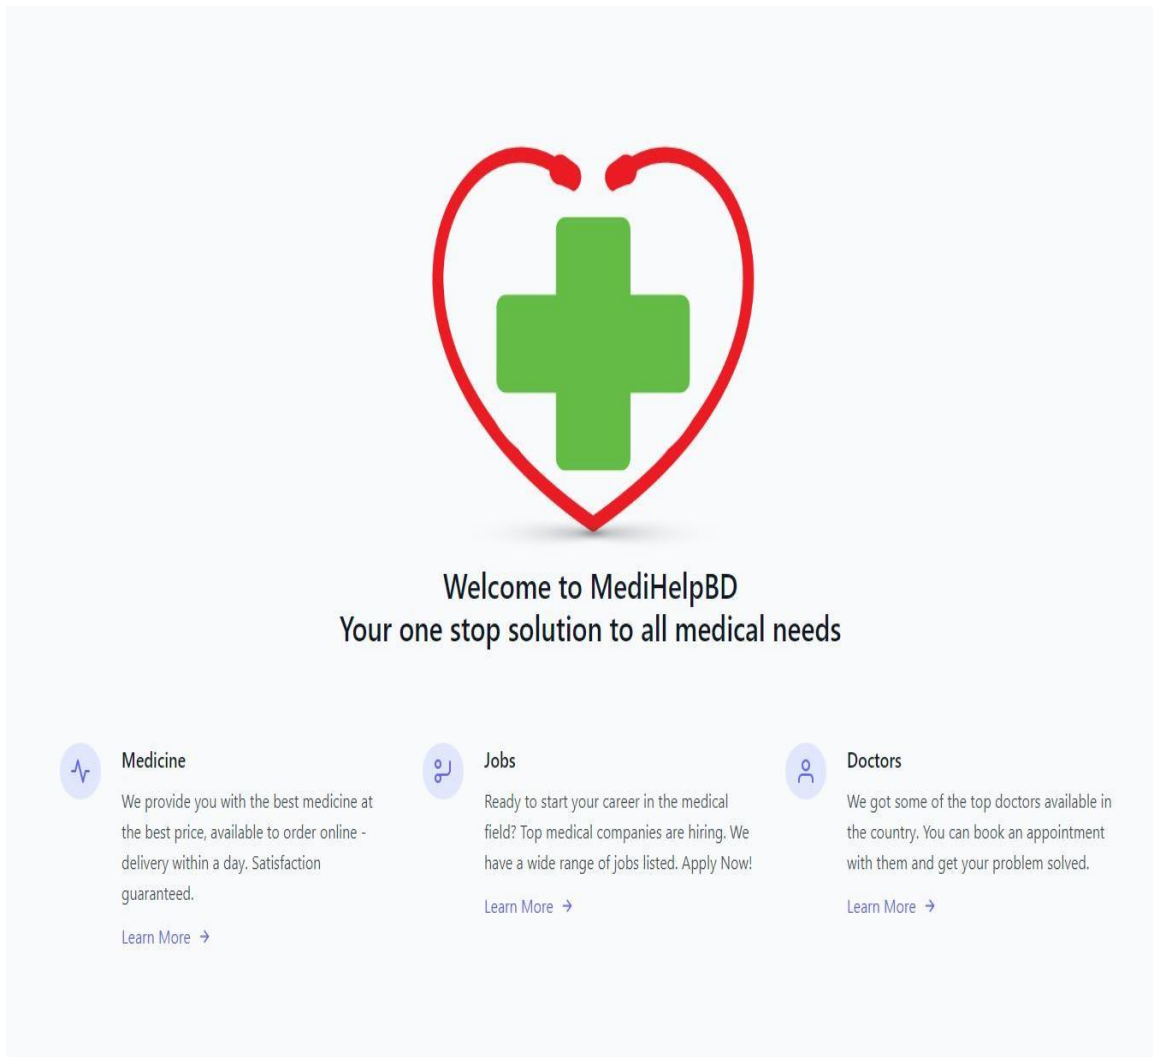 Welcome to MediHelpBD
Your one stop solution to all medical needs
Medicine
We provide you with the best medicine at
the best price, available to order online -
delivery within a day. Satisfaction
guaranteed.
Learn More →
Jobs
Ready to start your career in the medical
field? Top medical companies are hiring. We
have a wide range of jobs listed. Apply Now!
Learn More →
Doctors
We got some of the top doctors available in
the country. You can book an appointment
with them and get your problem solved.
Learn More →